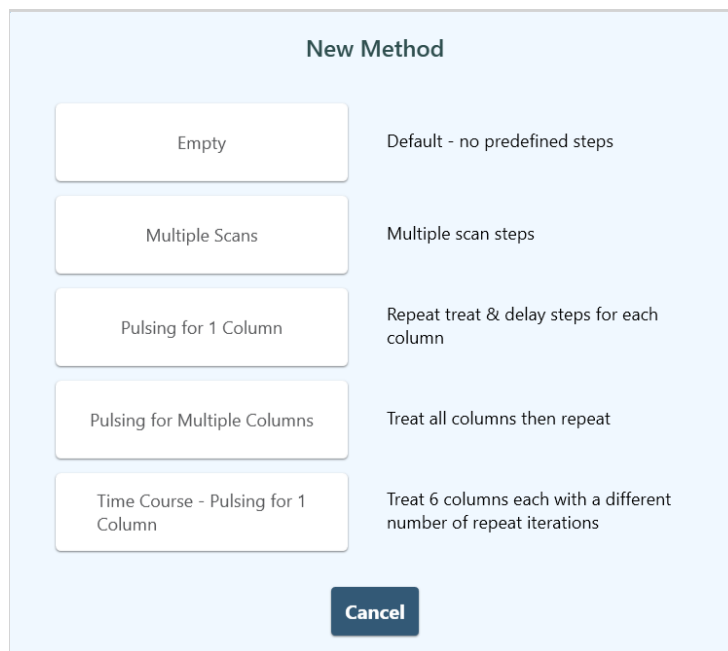 New Method
Empty
Default - no predefined steps
Multiple Scans
Multiple scan steps
Pulsing for 1 Column
Repeat treat & delay steps for each
column
Pulsing for Multiple Columns
Treat all columns then repeat
Time Course - Pulsing for 1
Column
Treat 6 columns each with a different
number of repeat iterations
Cancel